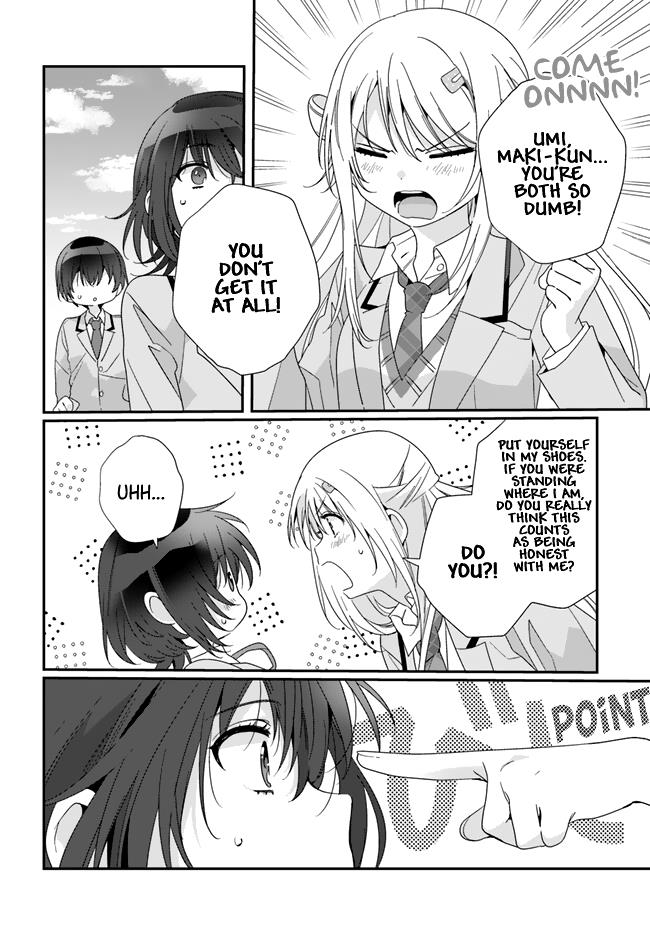 COME
ONNNN!
UMI,
MAKI-KUN...
YOU'RE
BOTH SO
DUMB!
YOU
DON'T
GET IT
AT ALL!
PUT YOURSELF
IN MY SHOES.
IF YOU WERE
STANDING
WHERE I AM,
DO YOU REALLY
THINK THIS
COUNTS
AS BEING
HONEST
WITH ME?
DO
YOU?!
UHH...
POINT